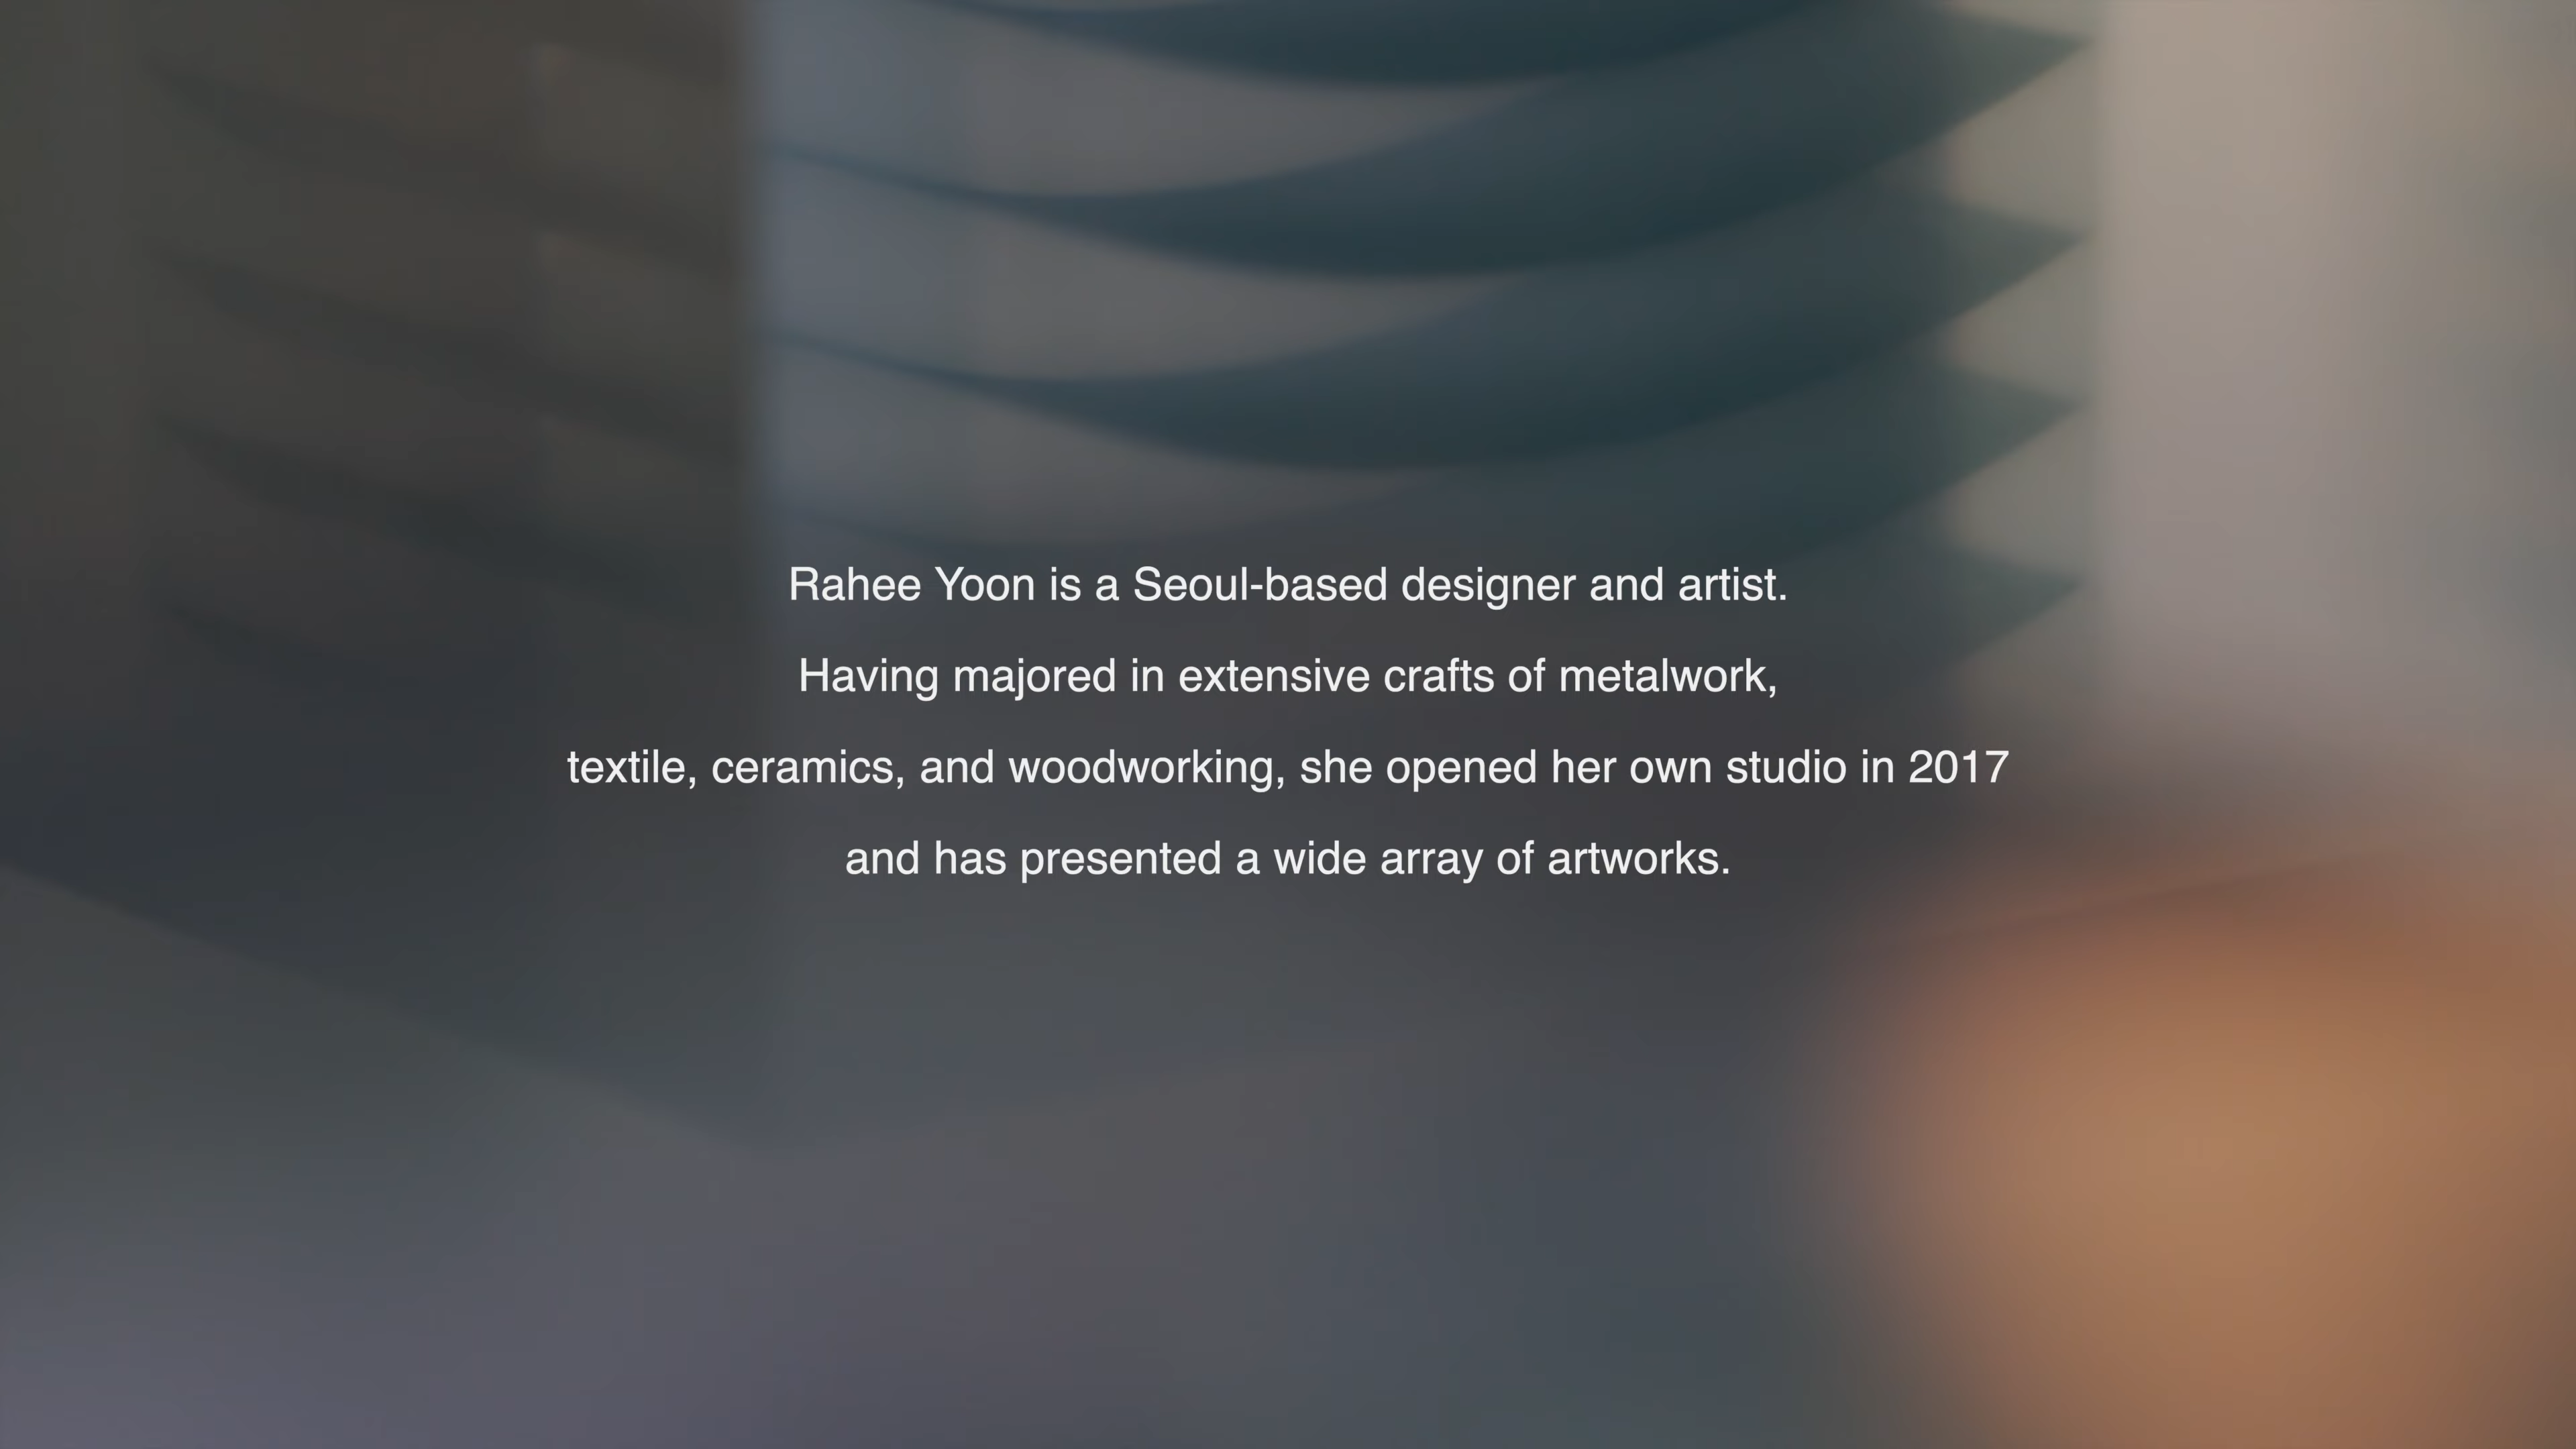 Rahee Yoon is a Seoul-based designer and artist.
Having majored in extensive crafts of metalwork,
textile, ceramics, and woodworking, she opened her own studio in 2017
and has presented a wide array of artworks.